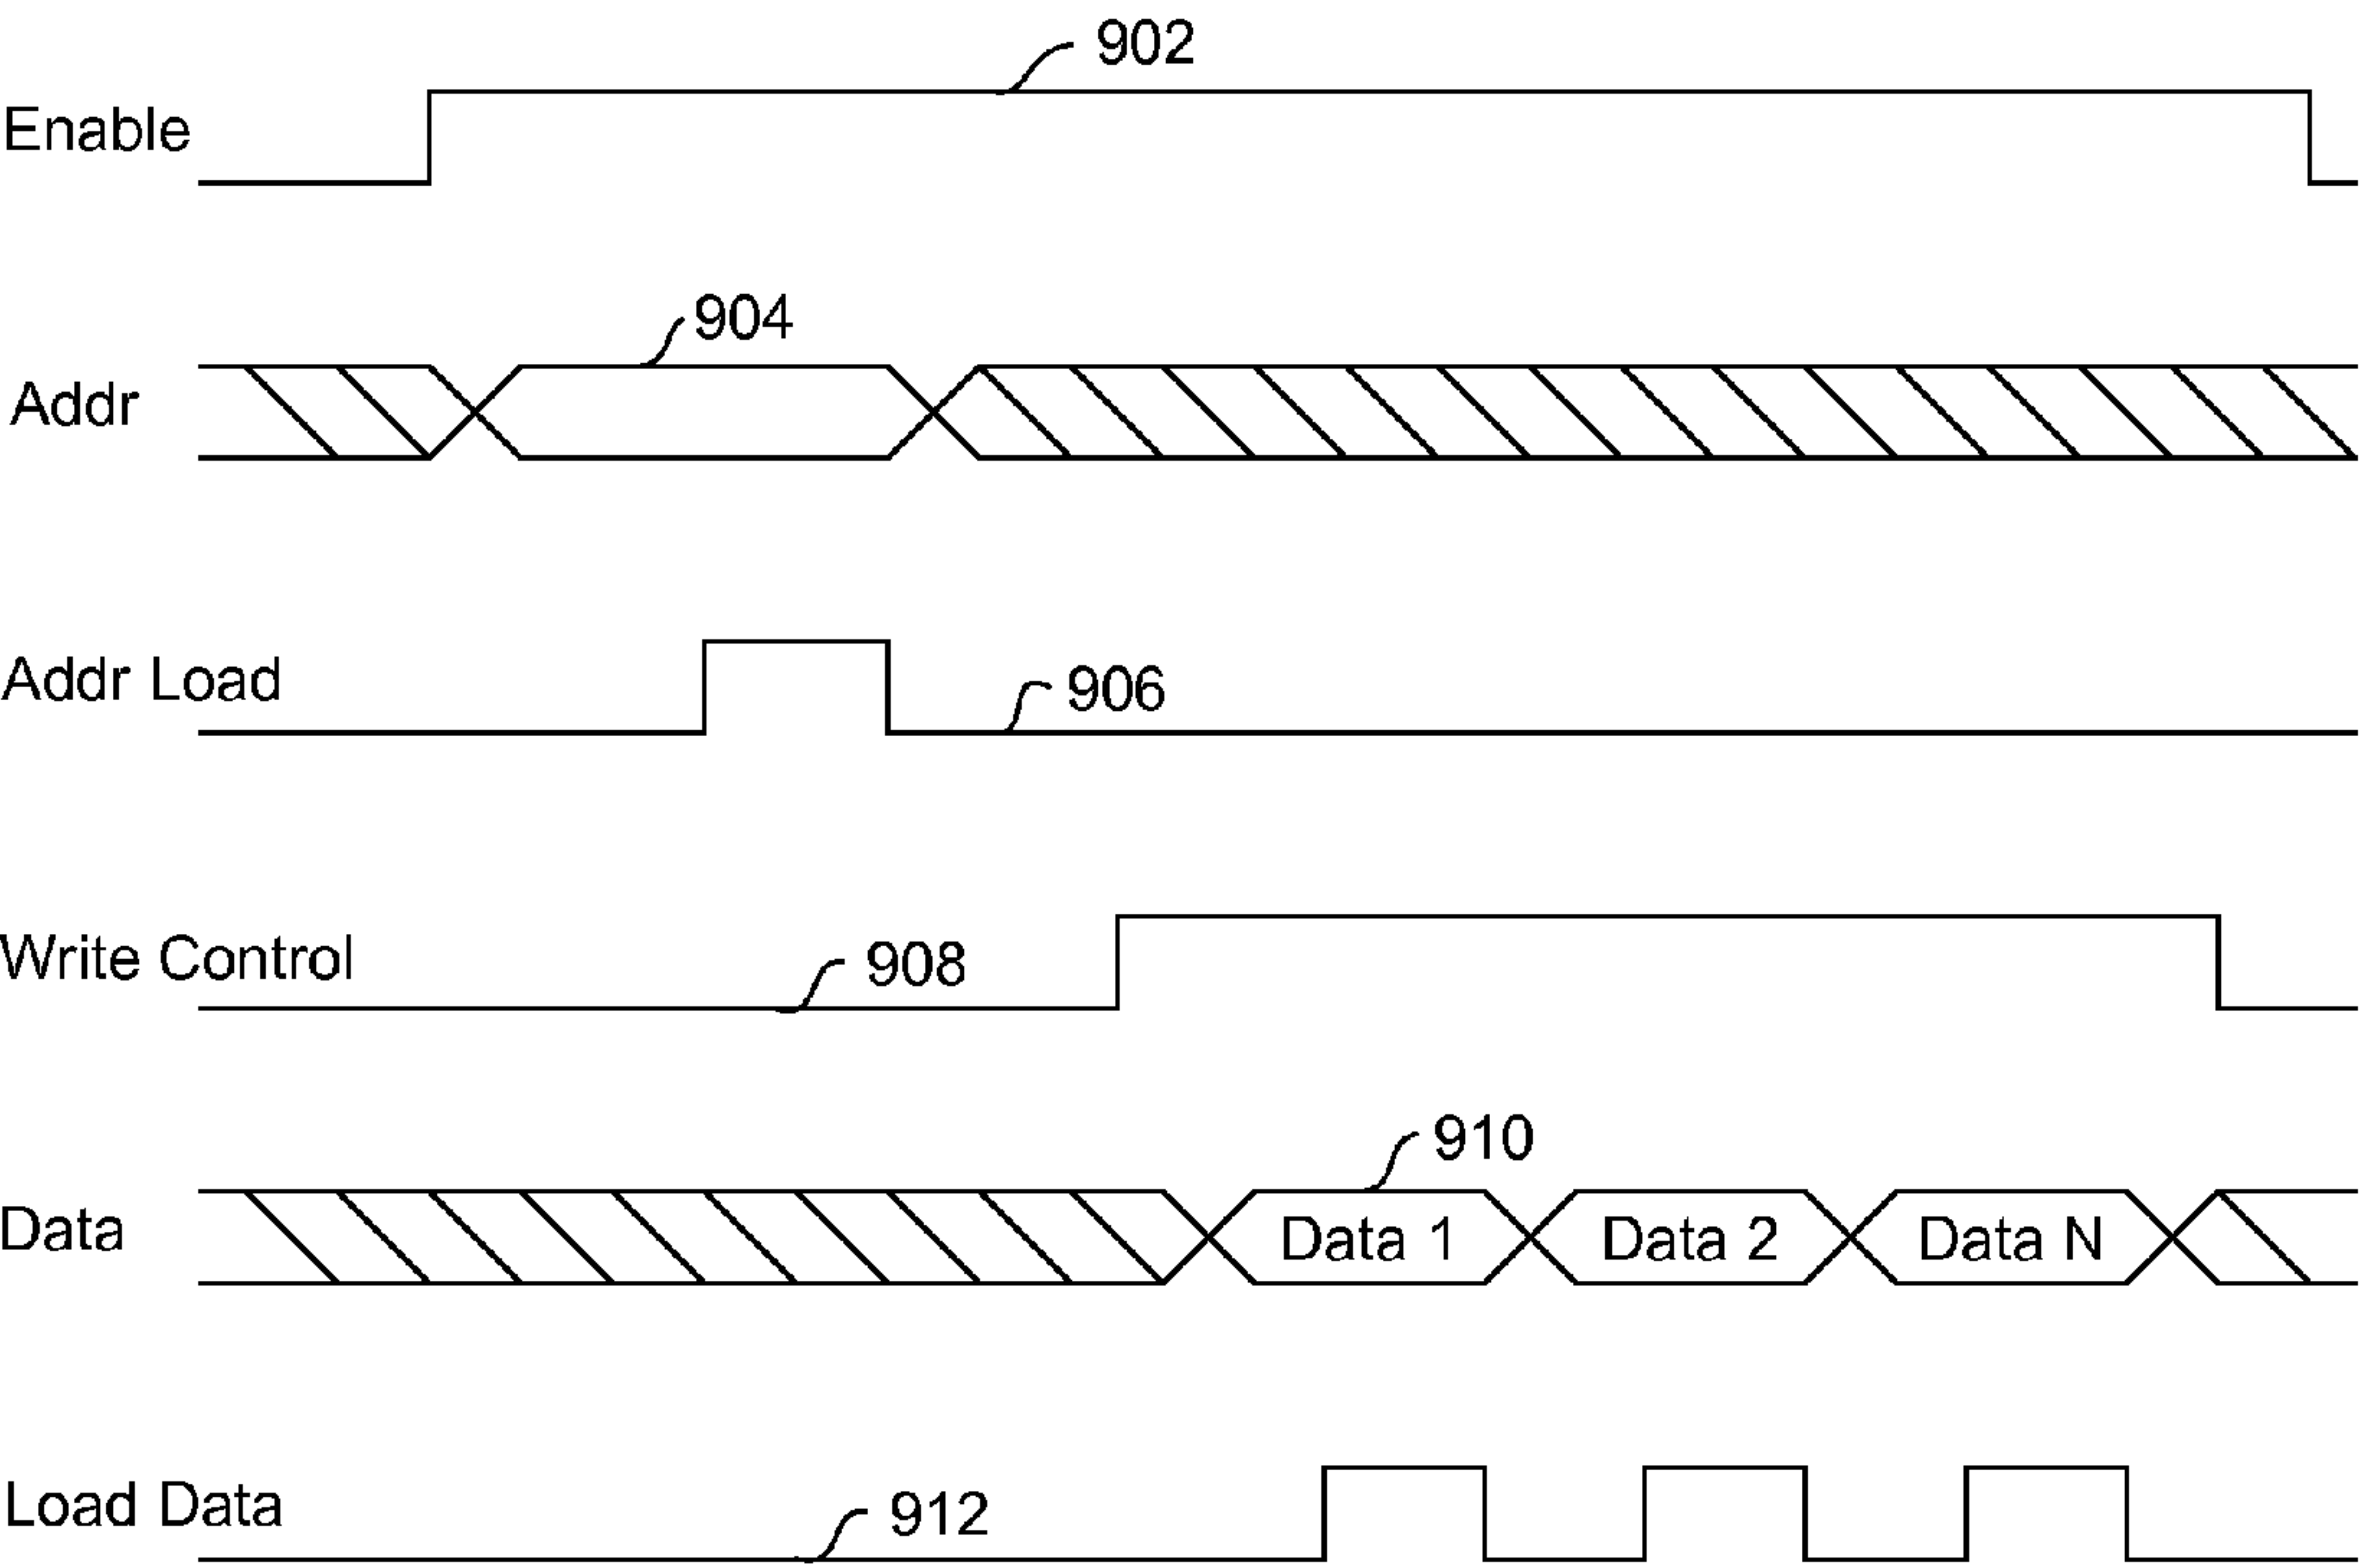 902
Enable
904
Addr
Addr Load
906
Write Control
908
910
Data
Data 1
Data 2
Data N
Load Data
912